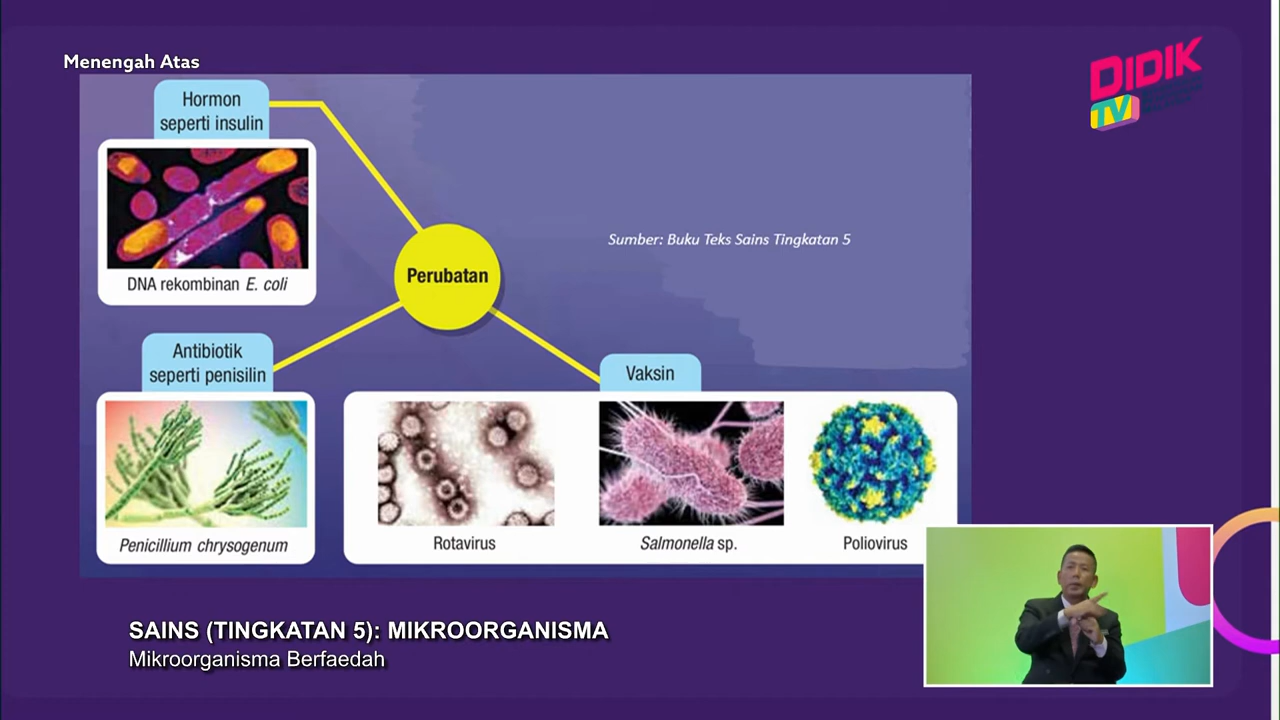 Menengah Atas
DIDIK
TV
Hormon
seperti insulin
DNA rekombinan E. coli
Perubatan
Sumber: Buku Teks Sains Tingkatan 5
Antibiotik
seperti penisilin
Penicillium chrysogenum
Vaksin
Rotavirus
Salmonella sp.
Poliovirus
SAINS (TINGKATAN 5): MIKROORGANISMA
Mikroorganisma Berfaedah